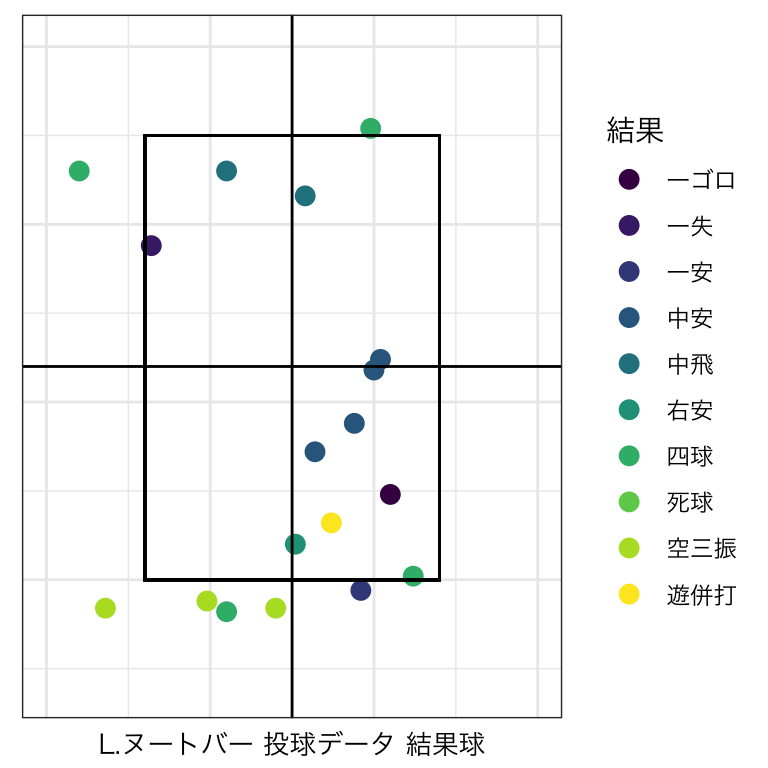 結果
一ゴロ
一失
一安
中安
中飛
右安
四球
死球
空三振
遊併打
L.ヌートバー 投球データ 結果球